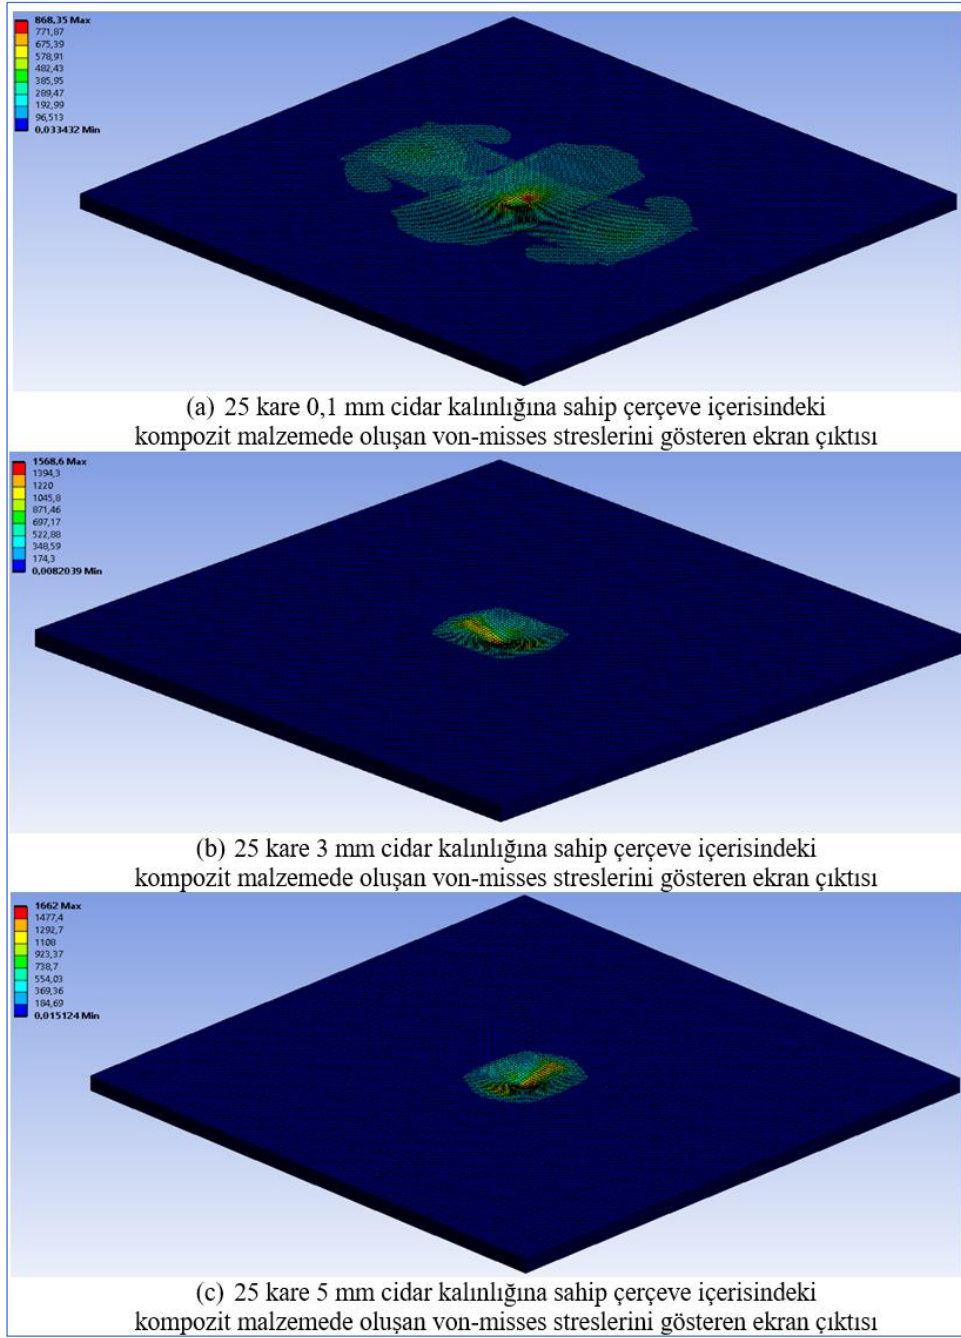 868,35 Max
771,87
675,39
578,91
482,43
385,95
289,47
192,99
96,513
0,033432 Min
(a) 25 kare 0,1 mm cidar kalınlığına sahip çerçeve içerisindeki
kompozit malzemede oluşan von-misses streslerini gösteren ekran çıktısı
1568,6 Max
1394,3
1220
1045,8
871,46
697,17
522,88
348,59
174,3
0,0082039 Min
(b) 25 kare 3 mm cidar kalınlığına sahip çerçeve içerisindeki
kompozit malzemede oluşan von-misses streslerini gösteren ekran çıktısı
1662 Max
1477,4
1292,7
1108
923,37
738,7
554,03
369,36
184,69
0,015124 Min
(c) 25 kare 5 mm cidar kalınlığına sahip çerçeve içerisindeki
kompozit malzemede oluşan von-misses streslerini gösteren ekran çıktısı